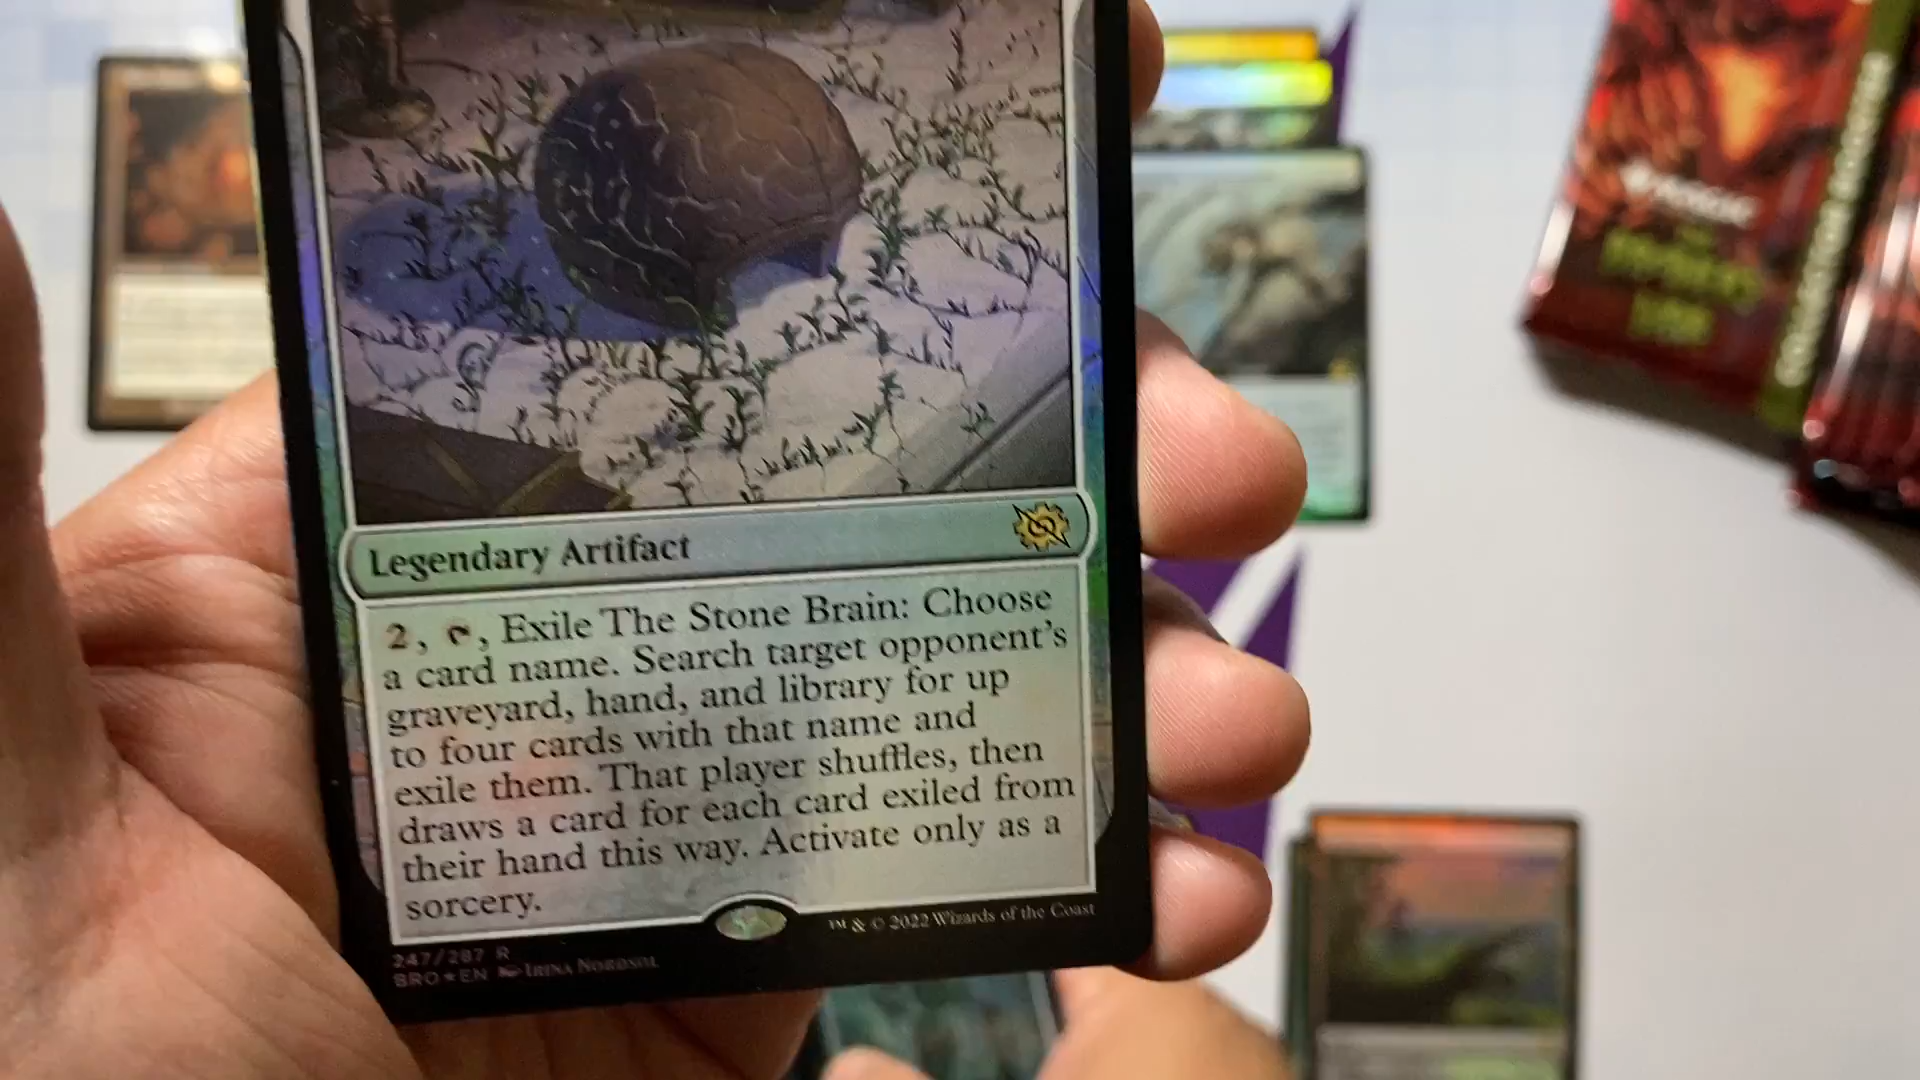 Legendary Artifact
2, , Exile The Stone Brain: Choose
a card name. Search target opponent's
graveyard, hand, and library for up
to four cards with that name and
exile them. That player shuffles, then
draws a card for each card exiled from
their hand this way. Activate only as a
sorcery.
247/287 R
BRO★EN IRINA NORDSOL
™ & © 2022 Wizards of the Coast